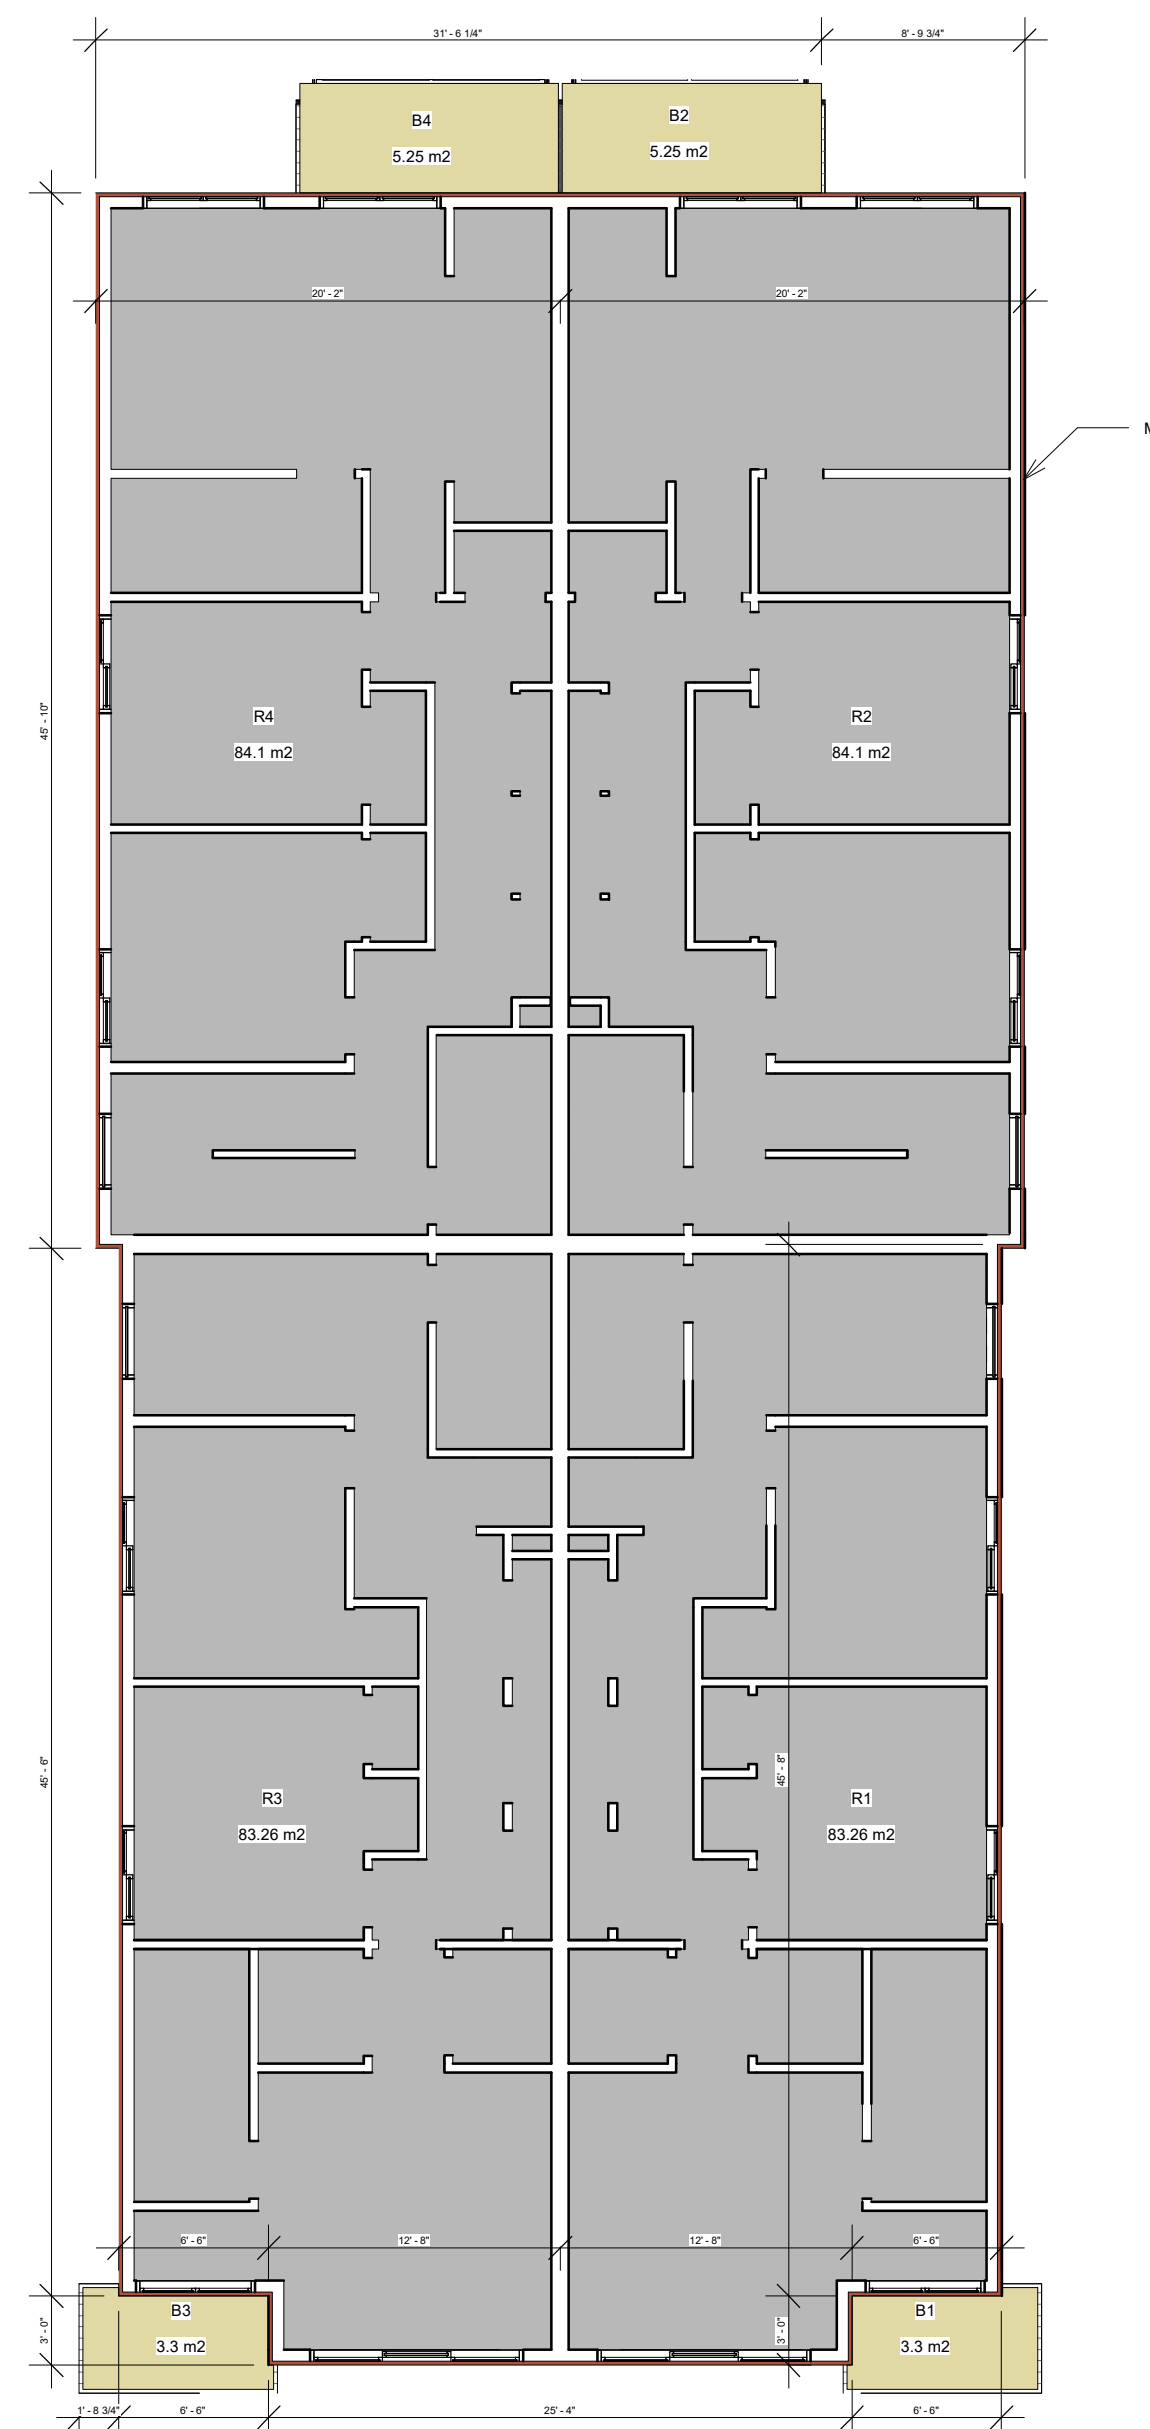 31' - 6 1/4"
8' - 9 3/4"
B4
5.25 m2
B2
5.25 m2
20' - 2"
20' - 2"
M
45' - 10"
R4
84.1 m2
R2
84.1 m2
45' - 6"
45' - 8"
R3
83.26 m2
R1
83.26 m2
6' - 6"
12' - 8"
12' - 8"
6' - 6"
3' - 0"
B3
3.3 m2
3' - 0"
B1
3.3 m2
1' - 8 3/4"
6' - 6"
25' - 4"
6' - 6"